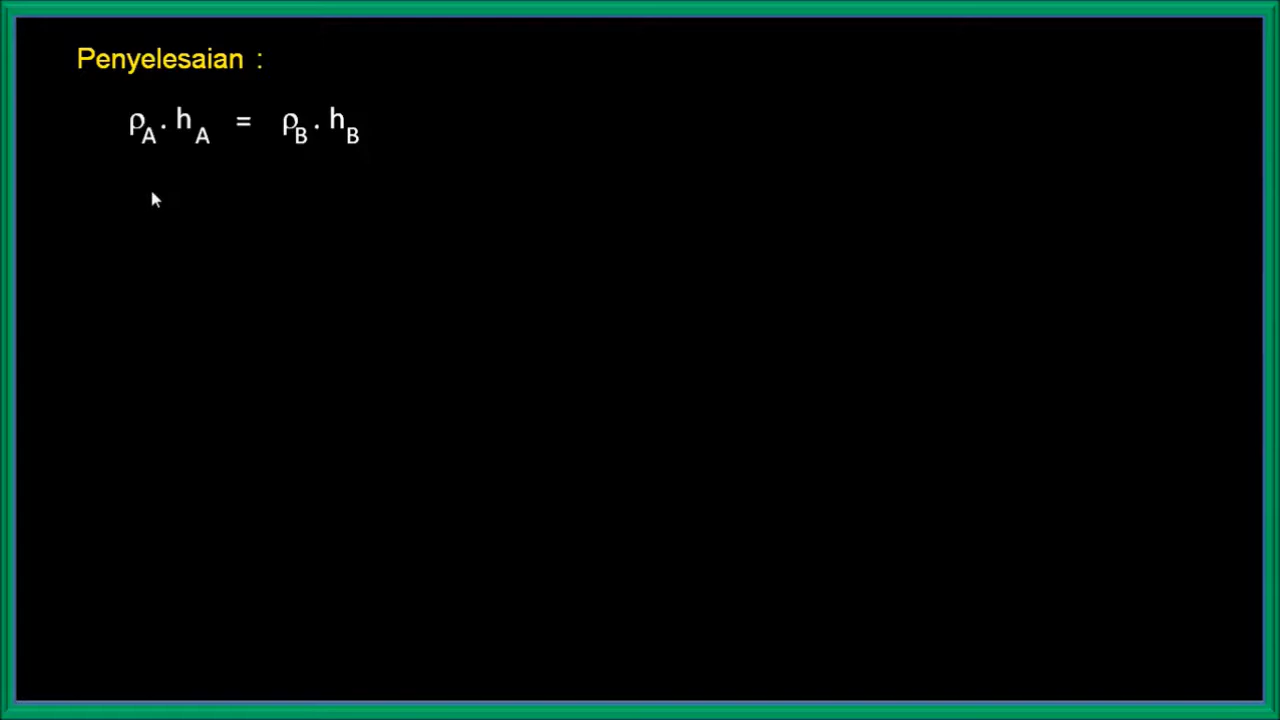 Penyelesaian :
ρA . hA = ρB . hB